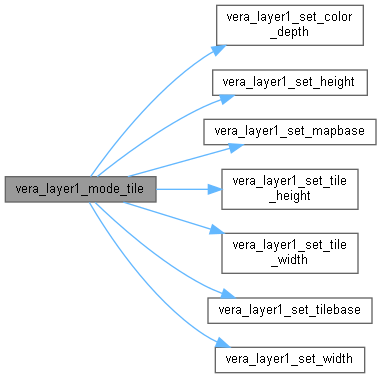 vera_layer1_set_color
_depth
vera_layer1_set_height
vera_layer1_set_mapbase
vera_layer1_mode_tile
vera_layer1_set_tile
_height
vera_layer1_set_tile
_width
vera_layer1_set_tilebase
vera_layer1_set_width